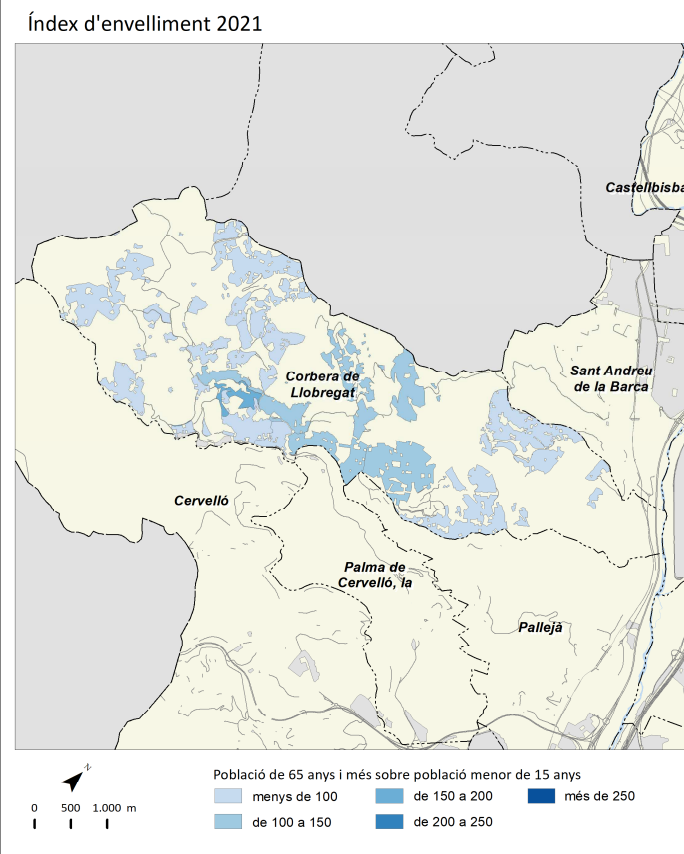 Índex d'envelliment 2021
Castellbisba
Sant Andreu
de la Barca
Corbera de
Llobregat
Cervelló
Palma de
Cervelló, la
Pallejà
N
Població de 65 anys i més sobre població menor de 15 anys
0 500 1.000 m
menys de 100
de 150 a 200
més de 250
de 100 a 150
de 200 a 250